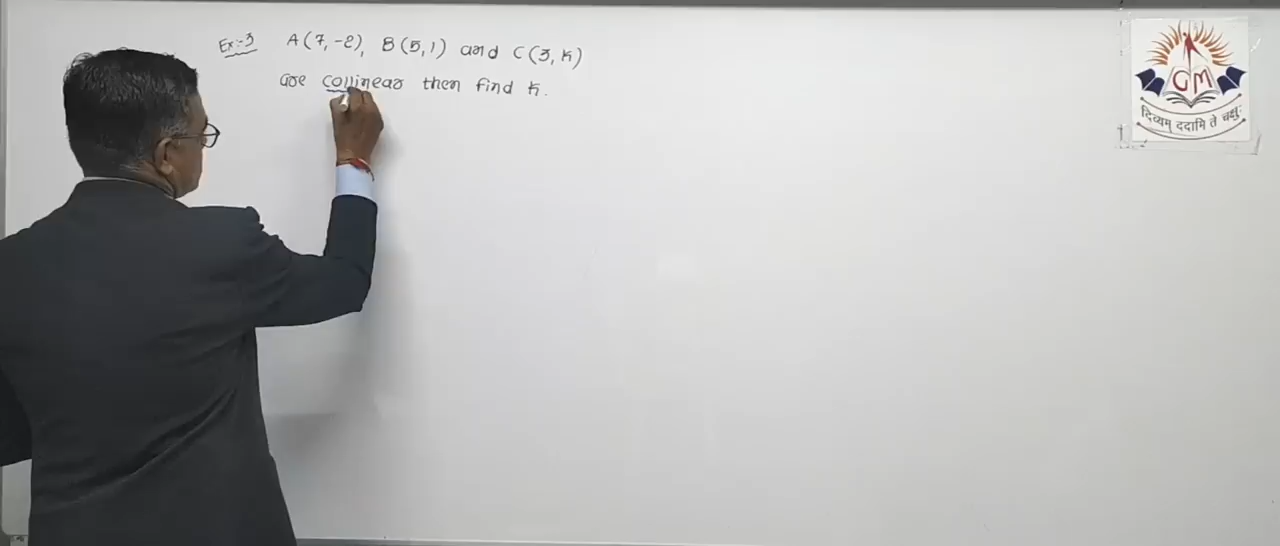 Ex:-3 A(7,-2), B(5,1) and C(3,k)
are collinear then find k.
GM
दिव्यम् ददामि ते चक्षुः